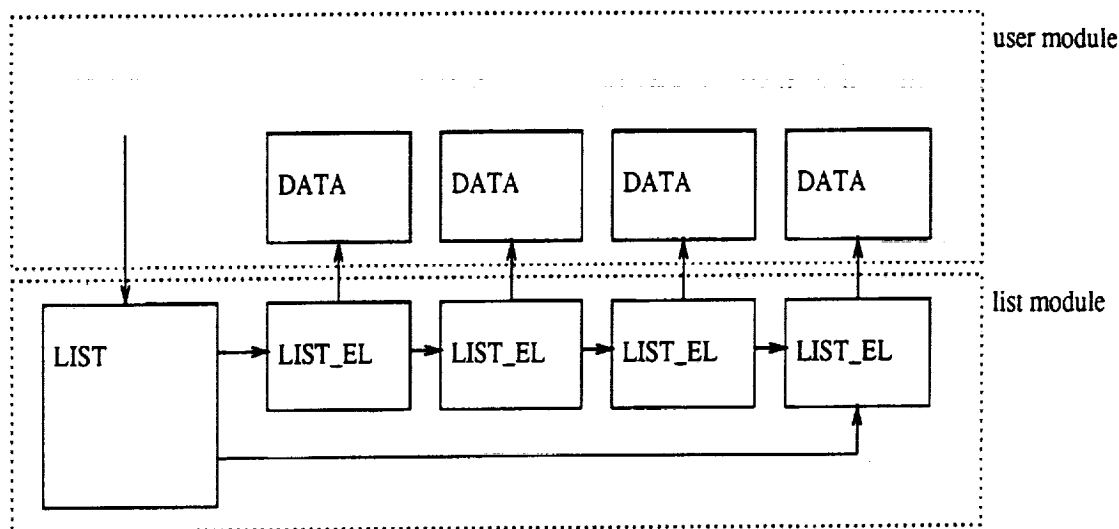 user module
DATA
DATA
DATA
DATA
list module
LIST
LIST_EL
LIST_EL
LIST_EL
LIST_EL